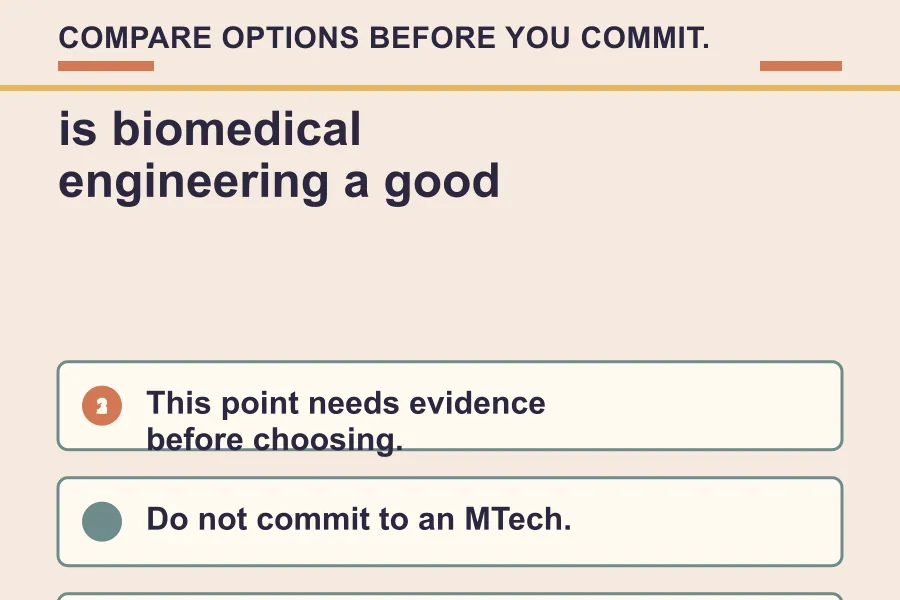 COMPARE OPTIONS BEFORE YOU COMMIT.
is biomedical
engineering a good
This point needs evidence
before choosing.
Do not commit to an MTech.